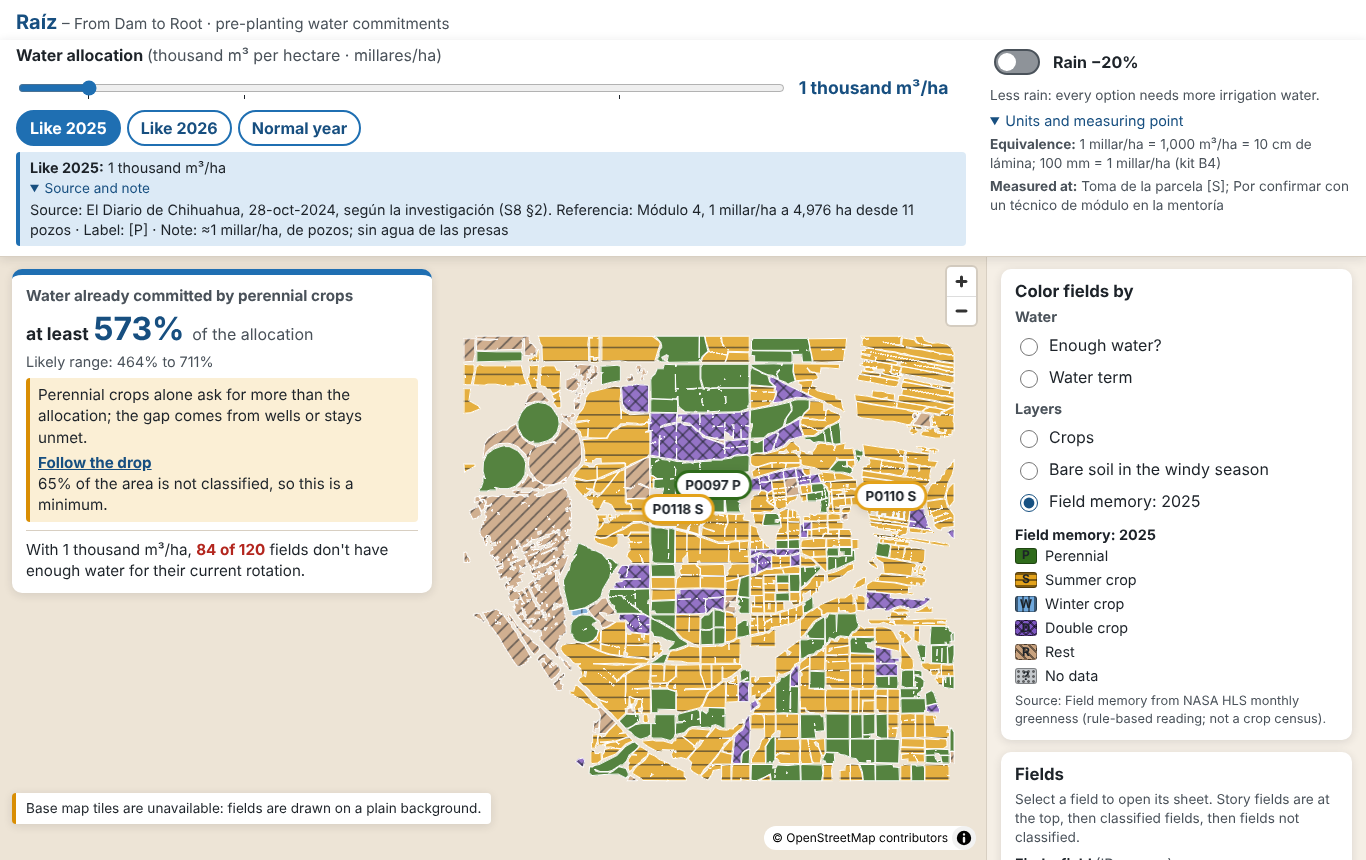 Raíz – From Dam to Root · pre-planting water commitments
Water allocation (thousand m³ per hectare · millares/ha)
1 thousand m³/ha
Like 2025
Like 2026
Normal year
Like 2025: 1 thousand m³/ha
▼ Source and note
Source: El Diario de Chihuahua, 28-oct-2024, según la investigación (S8 §2). Referencia: Módulo 4, 1 millar/ha a 4,976 ha desde 11
pozos · Label: [P] · Note: ≈1 millar/ha, de pozos; sin agua de las presas
Rain −20%
Less rain: every option needs more irrigation water.
▼ Units and measuring point
Equivalence: 1 millar/ha = 1,000 m³/ha = 10 cm de
lámina; 100 mm = 1 millar/ha (kit B4)
Measured at: Toma de la parcela [S]; Por confirmar con
un técnico de módulo en la mentoría
Water already committed by perennial crops
at least 573% of the allocation
Likely range: 464% to 711%
Perennial crops alone ask for more than the
allocation; the gap comes from wells or stays
unmet.
Follow the drop
65% of the area is not classified, so this is a
minimum.
With 1 thousand m³/ha, 84 of 120 fields don't have
enough water for their current rotation.
+
−
P0097 P
P0118 S
P0110 S
Base map tiles are unavailable: fields are drawn on a plain background.
© OpenStreetMap contributors
Color fields by
Water
Enough water?
Water term
Layers
Crops
Bare soil in the windy season
Field memory: 2025
Field memory: 2025
P Perennial
S Summer crop
W Winter crop
Double crop
R Rest
? No data
Source: Field memory from NASA HLS monthly
greenness (rule-based reading; not a crop census).
Fields
Select a field to open its sheet. Story fields are at
the top, then classified fields, then fields not
classified.